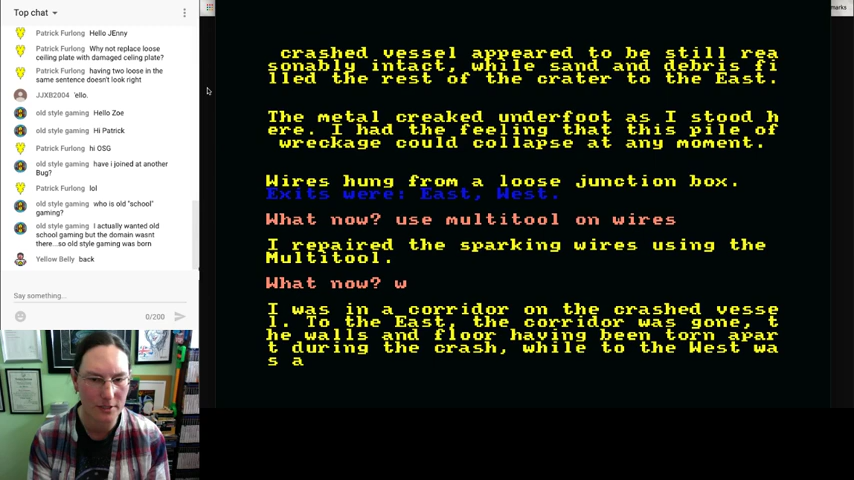 Top chat
marks
Patrick Furlong Hello JEnny
Patrick Furlong Why not replace loose
ceiling plate with damaged celing plate?
Patrick Furlong having two loose in the
same sentence doesn't look right
JJXB2004 'ello.
old style gaming Hello Zoe
old style gaming Hi Patrick
Patrick Furlong hi OSG
old style gaming have i joined at another
Bug?
Patrick Furlong lol
old style gaming who is old "school"
gaming?
old style gaming I actually wanted old
school gaming but the domain wasnt
there...so old style gaming was born
Yellow Belly back
Say something...
0/200
crashed vessel appeared to be still rea
sonably intact, while sand and debris fi
lled the rest of the crater to the East.
The metal creaked underfoot as I stood h
ere. I had the feeling that this pile of
wreckage could collapse at any moment.
Wires hung from a loose junction box.
Exits were: East, West.
What now? use multitool on wires
I repaired the sparking wires using the
Multitool.
What now? w
I was in a corridor on the crashed vesse
l. To the East, the corridor was gone, t
he walls and floor having been torn apar
t during the crash, while to the West wa
s a